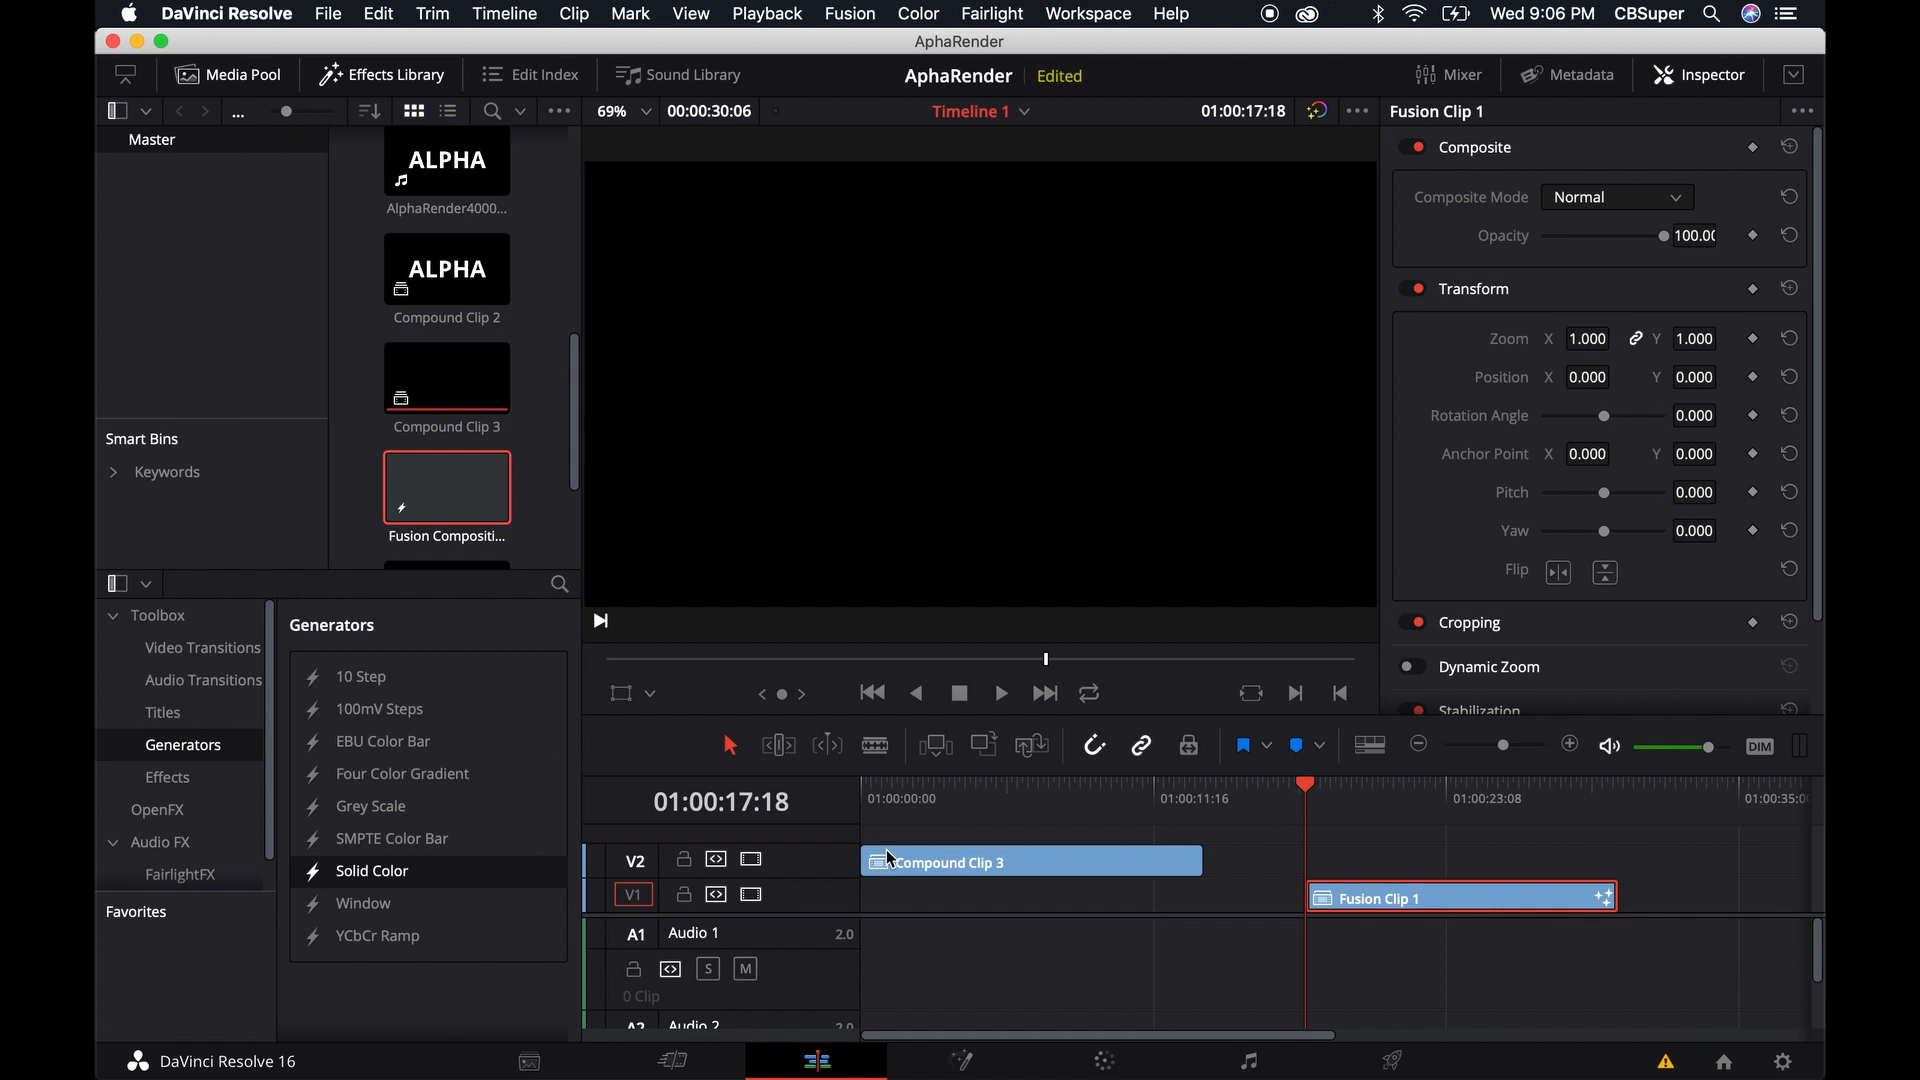 DaVinci Resolve File Edit Trim Timeline Clip Mark View Playback Fusion Color Fairlight Workspace Help Wed 9:06 PM CBSuper
AphaRender
Media Pool Effects Library Edit Index Sound Library AphaRender Edited Mixer Metadata Inspector
... 69% 00:00:30:06 Timeline 1 01:00:17:18 Fusion Clip 1
Master
ALPHA
AlphaRender4000...
ALPHA
Compound Clip 2
Compound Clip 3
Fusion Compositi...
Smart Bins
Keywords
Composite
Composite Mode Normal
Opacity 100.00
Transform
Zoom X 1.000 Y 1.000
Position X 0.000 Y 0.000
Rotation Angle 0.000
Anchor Point X 0.000 Y 0.000
Pitch 0.000
Yaw 0.000
Flip
Cropping
Dynamic Zoom
Stabilization
Toolbox
Video Transitions
Audio Transitions
Titles
Generators
Effects
OpenFX
Audio FX
FairlightFX
Favorites
Generators
10 Step
100mV Steps
EBU Color Bar
Four Color Gradient
Grey Scale
SMPTE Color Bar
Solid Color
Window
YCbCr Ramp
DIM
01:00:17:18 01:00:00:00 01:00:11:16 01:00:23:08 01:00:35:0
V2 Compound Clip 3
V1 Fusion Clip 1
A1 Audio 1 2.0
S M
0 Clip
A2 Audio 2 2.0
DaVinci Resolve 16